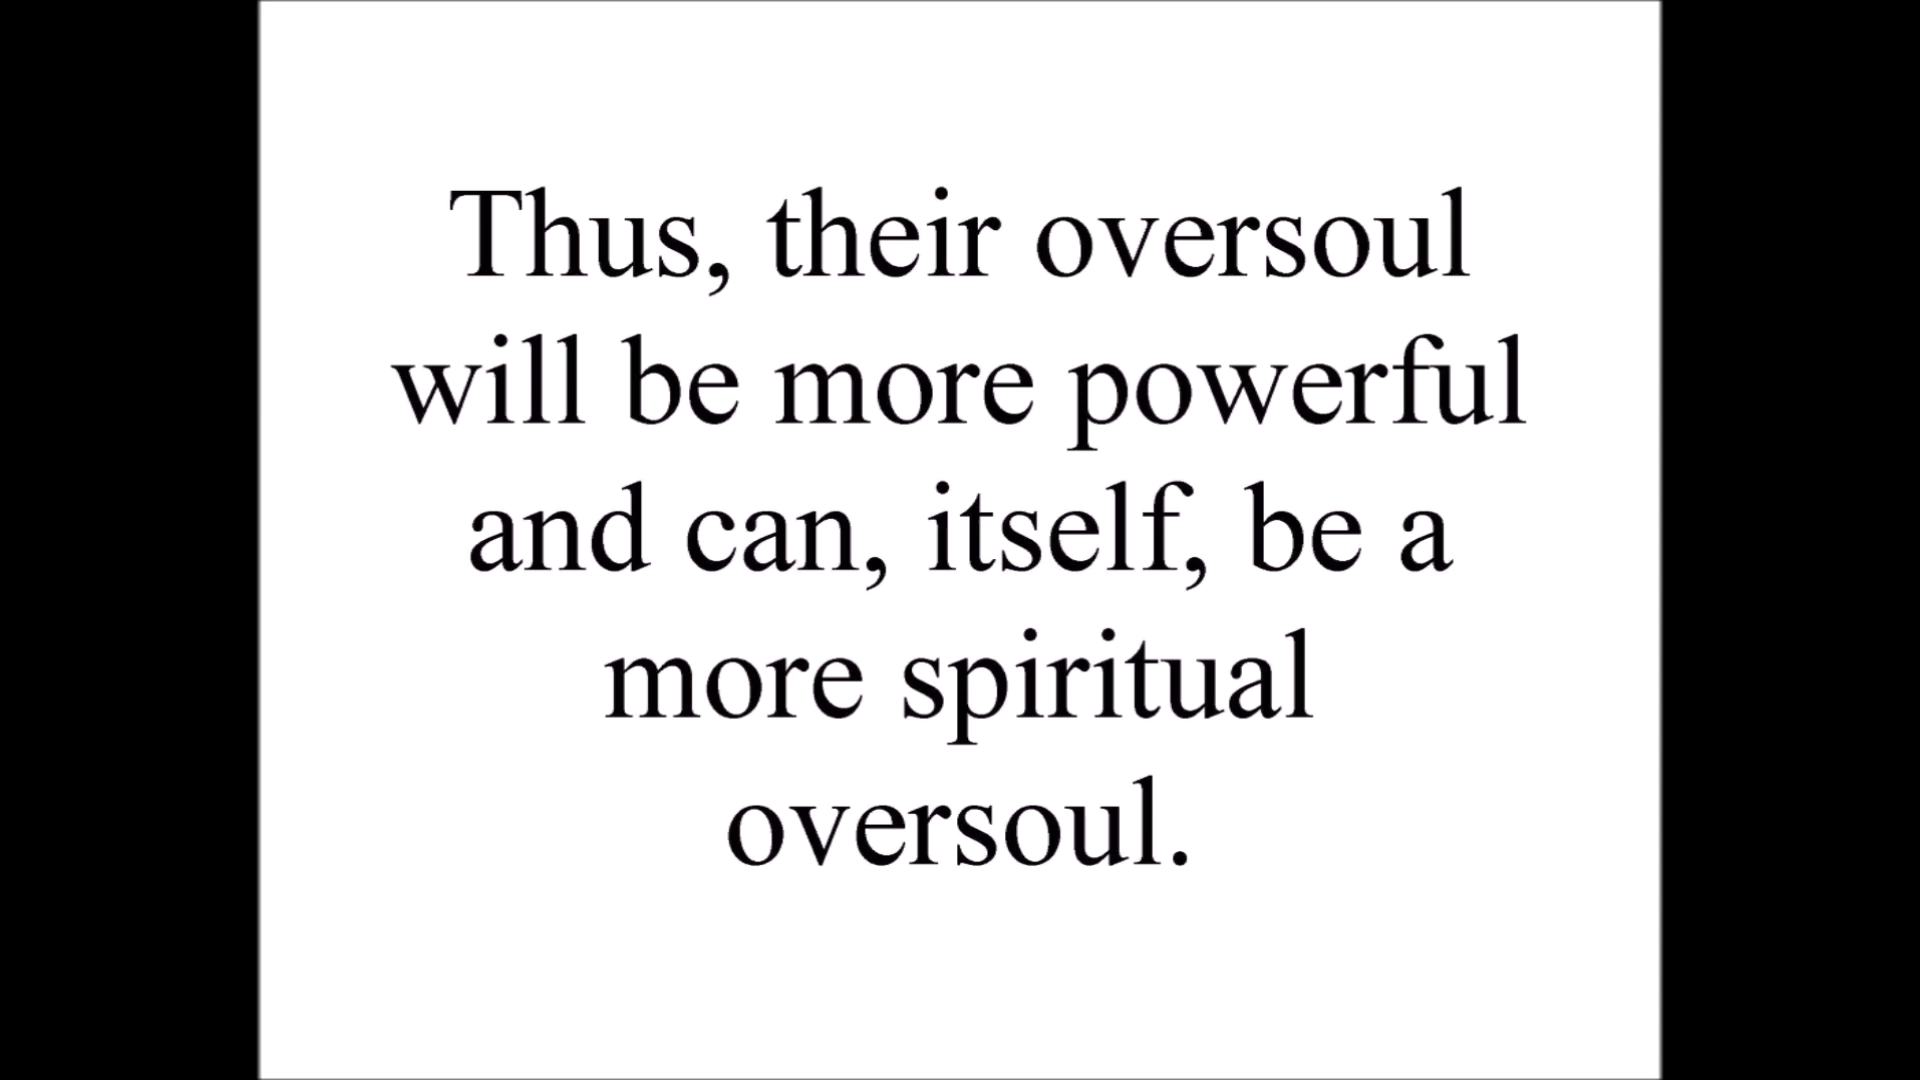 Thus, their oversoul
will be more powerful
and can, itself, be a
more spiritual
oversoul.